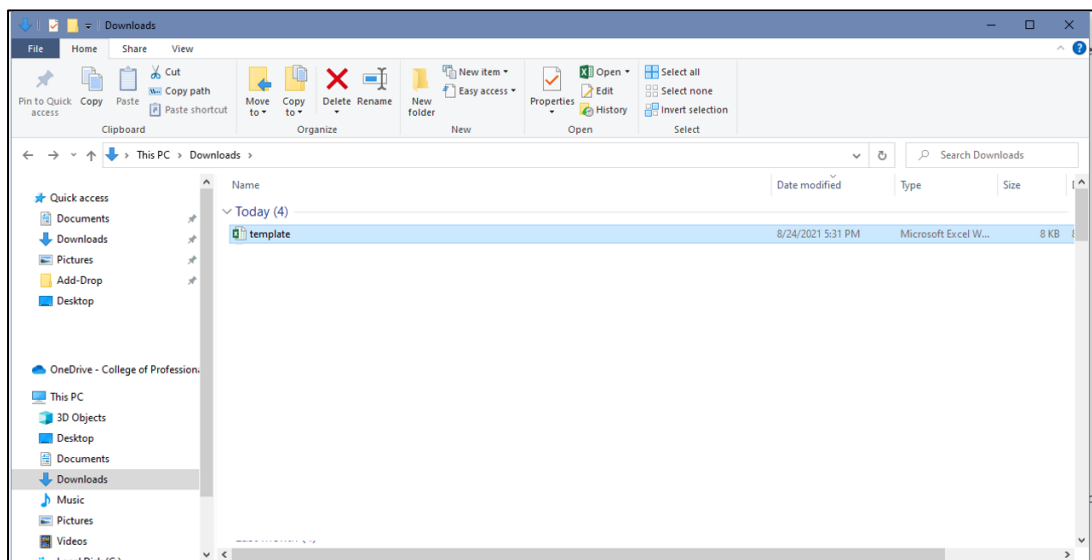 Downloads
File Home Share View
Pin to Quick access
Copy
Paste
Cut
Copy path
Paste shortcut
Clipboard
Move to
Copy to
Delete
Rename
Organize
New folder
New item
Easy access
New
Properties
Open
Edit
History
Open
Select all
Select none
Invert selection
Select
This PC > Downloads >
Search Downloads
Name Date modified Type Size
Quick access
Documents
Downloads
Pictures
Add-Drop
Desktop
OneDrive - College of Profession
This PC
3D Objects
Desktop
Documents
Downloads
Music
Pictures
Videos
Today (4)
template 8/24/2021 5:31 PM Microsoft Excel W... 8 KB